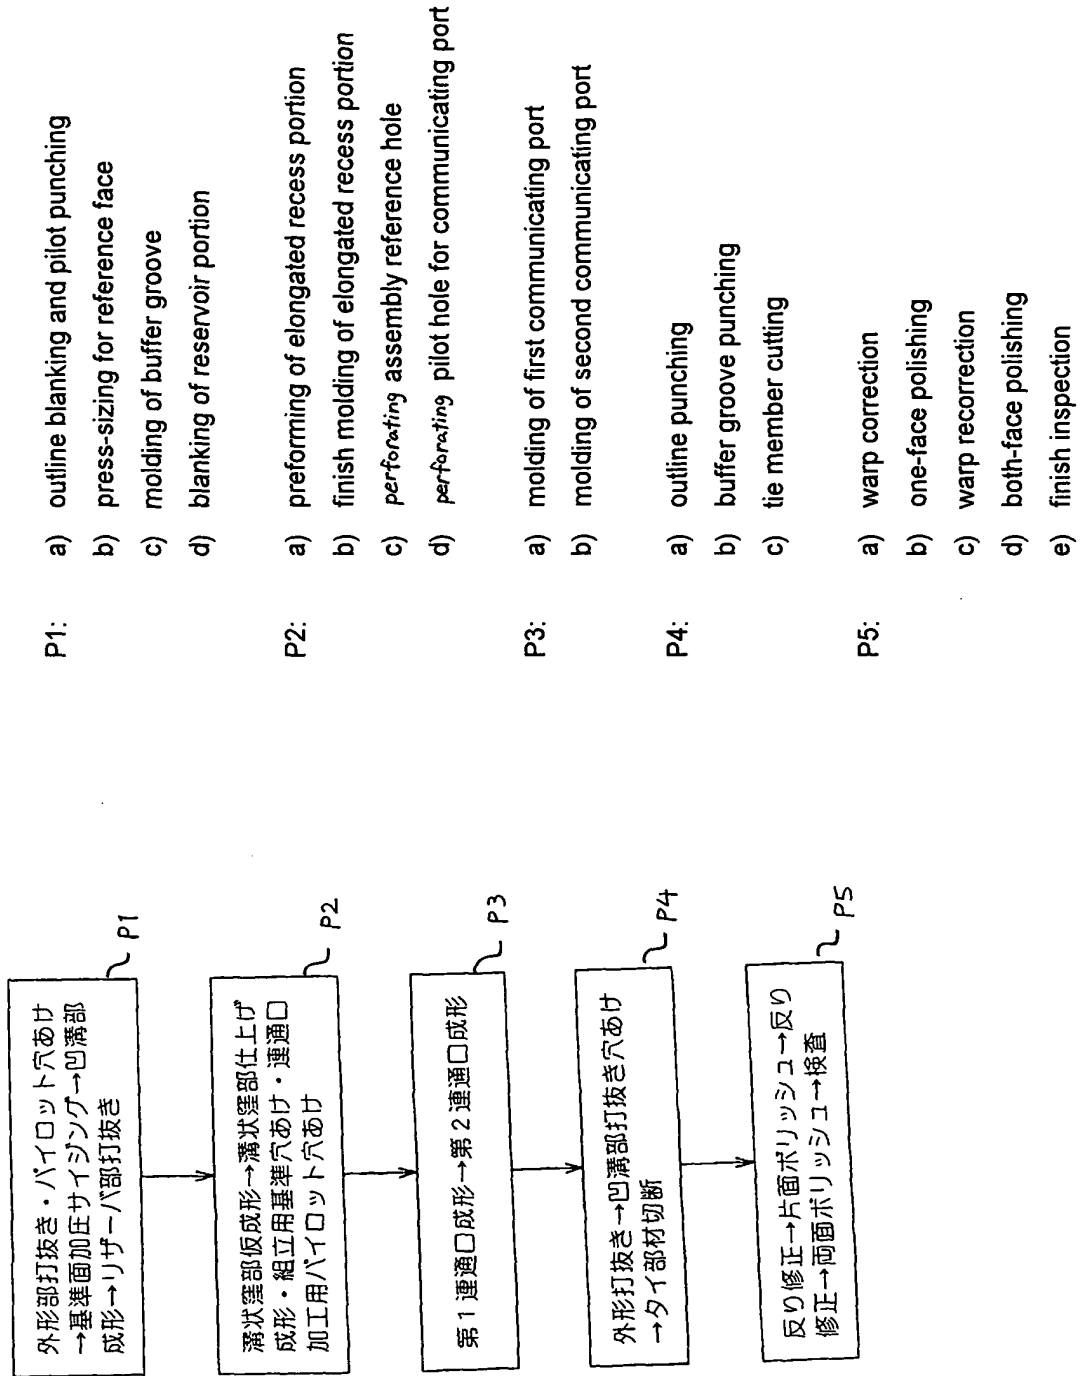 外形部打抜き・パイロット穴あけ
→基準面加圧サイジング→凹溝部
成形→リザーバ部打抜き
P1
溝状窪部仮成形→溝状窪部仕上げ
成形・組立用基準穴あけ・連通口
加工用パイロット穴あけ
P2
第1連通口成形→第2連通口成形
P3
外形打抜き→凹溝部打抜き穴あけ
→タイ部材切断
P4
反り修正→片面ポリッシュ→反り
修正→両面ポリッシュ→検査
P5
P1:
a) outline blanking and pilot punching
b) press-sizing for reference face
c) molding of buffer groove
d) blanking of reservoir portion
P2:
a) preforming of elongated recess portion
b) finish molding of elongated recess portion
c) perforating assembly reference hole
d) perforating pilot hole for communicating port
P3:
a) molding of first communicating port
b) molding of second communicating port
P4:
a) outline punching
b) buffer groove punching
c) tie member cutting
P5:
a) warp correction
b) one-face polishing
c) warp recorrection
d) both-face polishing
e) finish inspection